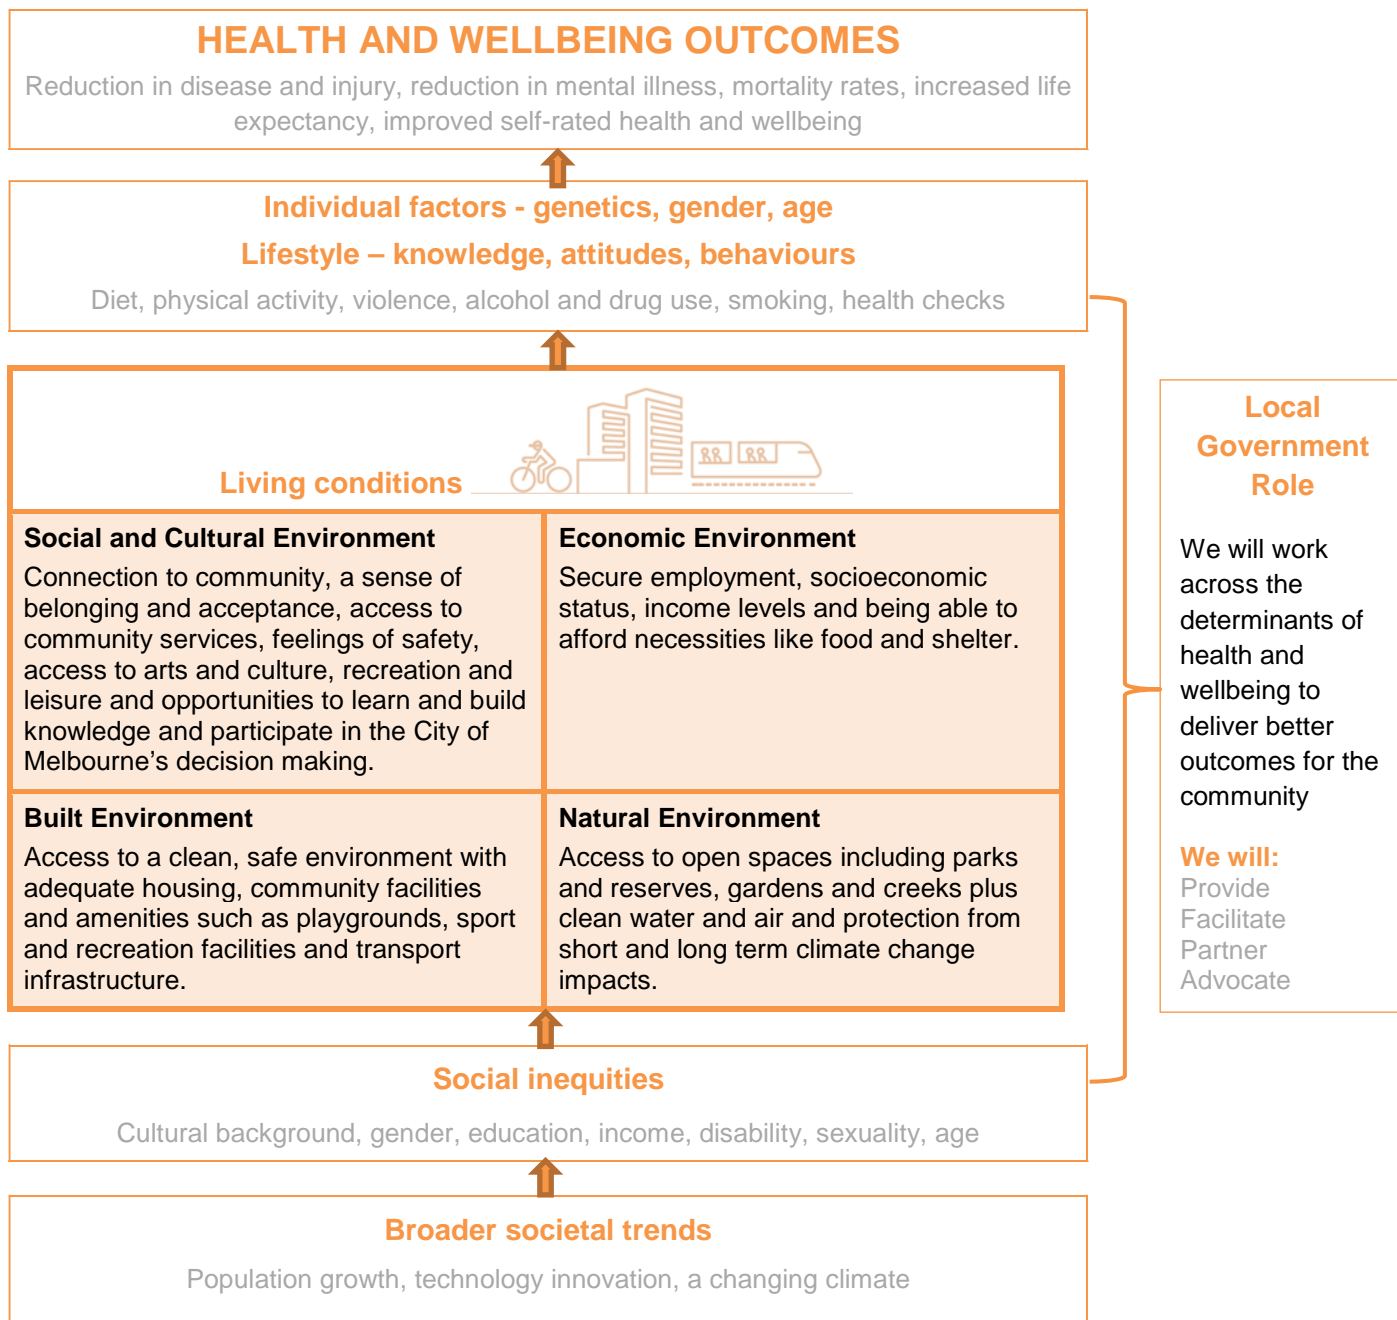 HEALTH AND WELLBEING OUTCOMES
Reduction in disease and injury, reduction in mental illness, mortality rates, increased life
expectancy, improved self-rated health and wellbeing
Individual factors - genetics, gender, age
Lifestyle – knowledge, attitudes, behaviours
Diet, physical activity, violence, alcohol and drug use, smoking, health checks
Living conditions
Social and Cultural Environment
Connection to community, a sense of
belonging and acceptance, access to
community services, feelings of safety,
access to arts and culture, recreation and
leisure and opportunities to learn and build
knowledge and participate in the City of
Melbourne’s decision making.
Economic Environment
Secure employment, socioeconomic
status, income levels and being able to
afford necessities like food and shelter.
Built Environment
Access to a clean, safe environment with
adequate housing, community facilities
and amenities such as playgrounds, sport
and recreation facilities and transport
infrastructure.
Natural Environment
Access to open spaces including parks
and reserves, gardens and creeks plus
clean water and air and protection from
short and long term climate change
impacts.
Social inequities
Cultural background, gender, education, income, disability, sexuality, age
Broader societal trends
Population growth, technology innovation, a changing climate
Local
Government
Role
We will work
across the
determinants of
health and
wellbeing to
deliver better
outcomes for the
community
We will:
Provide
Facilitate
Partner
Advocate